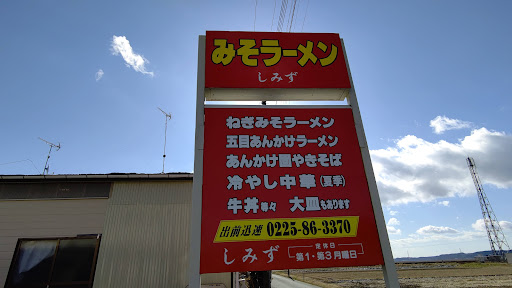 みそラーメン
しみず
ねぎみそラーメン
五目あんかけラーメン
あんかけ固やきそば
冷やし中華(夏季)
牛丼等々 大皿もあります
出前迅速 0225-86-3370
しみず
定休日
第1・第3月曜日